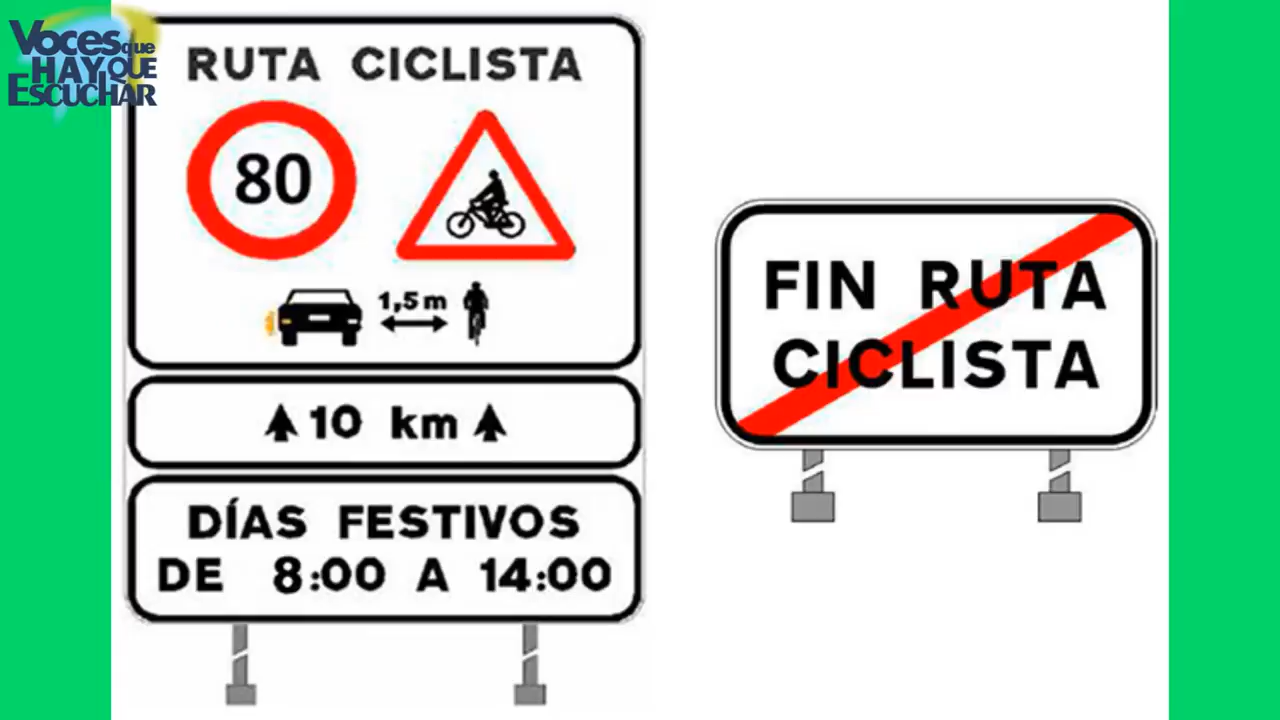 Voces que
HAY QUE
ESCUCHAR
RUTA CICLISTA
80
1,5 m
10 km
DÍAS FESTIVOS
DE 8:00 A 14:00
FIN RUTA
CICLISTA